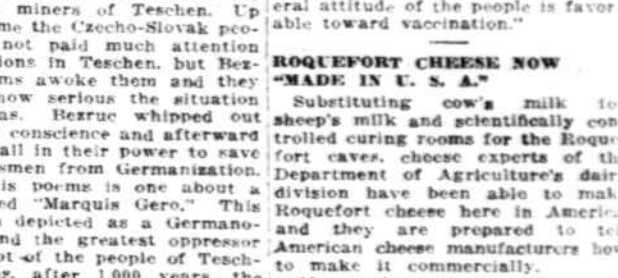 miners of Teschen. Up
me the Czecho-Slovak peo-
not paid much attention
ions in Teschen, but Bez-
ms awoke them and they
now serious the situation
as. Bezruc whipped out
conscience and afterward
all in their power to save
smen from Germanization.
is poems is one about a
ed "Marquis Gero." This
depicted as a Germano-
nd the greatest oppressor
ot of the people of Tesch-
after 1,000 years, the
eral attitude of the people is favor
able toward vaccination."
ROQUEFORT CHEESE NOW
"MADE IN U. S. A."
Substituting cow's milk fo
sheep's milk and scientifically con
trolled curing rooms for the Roque
fort caves, cheese experts of th
Department of Agriculture's dair
division have been able to mak
Roquefort cheese here in Americ
and they are prepared to te
American cheese manufacturers how
to make it commercially.